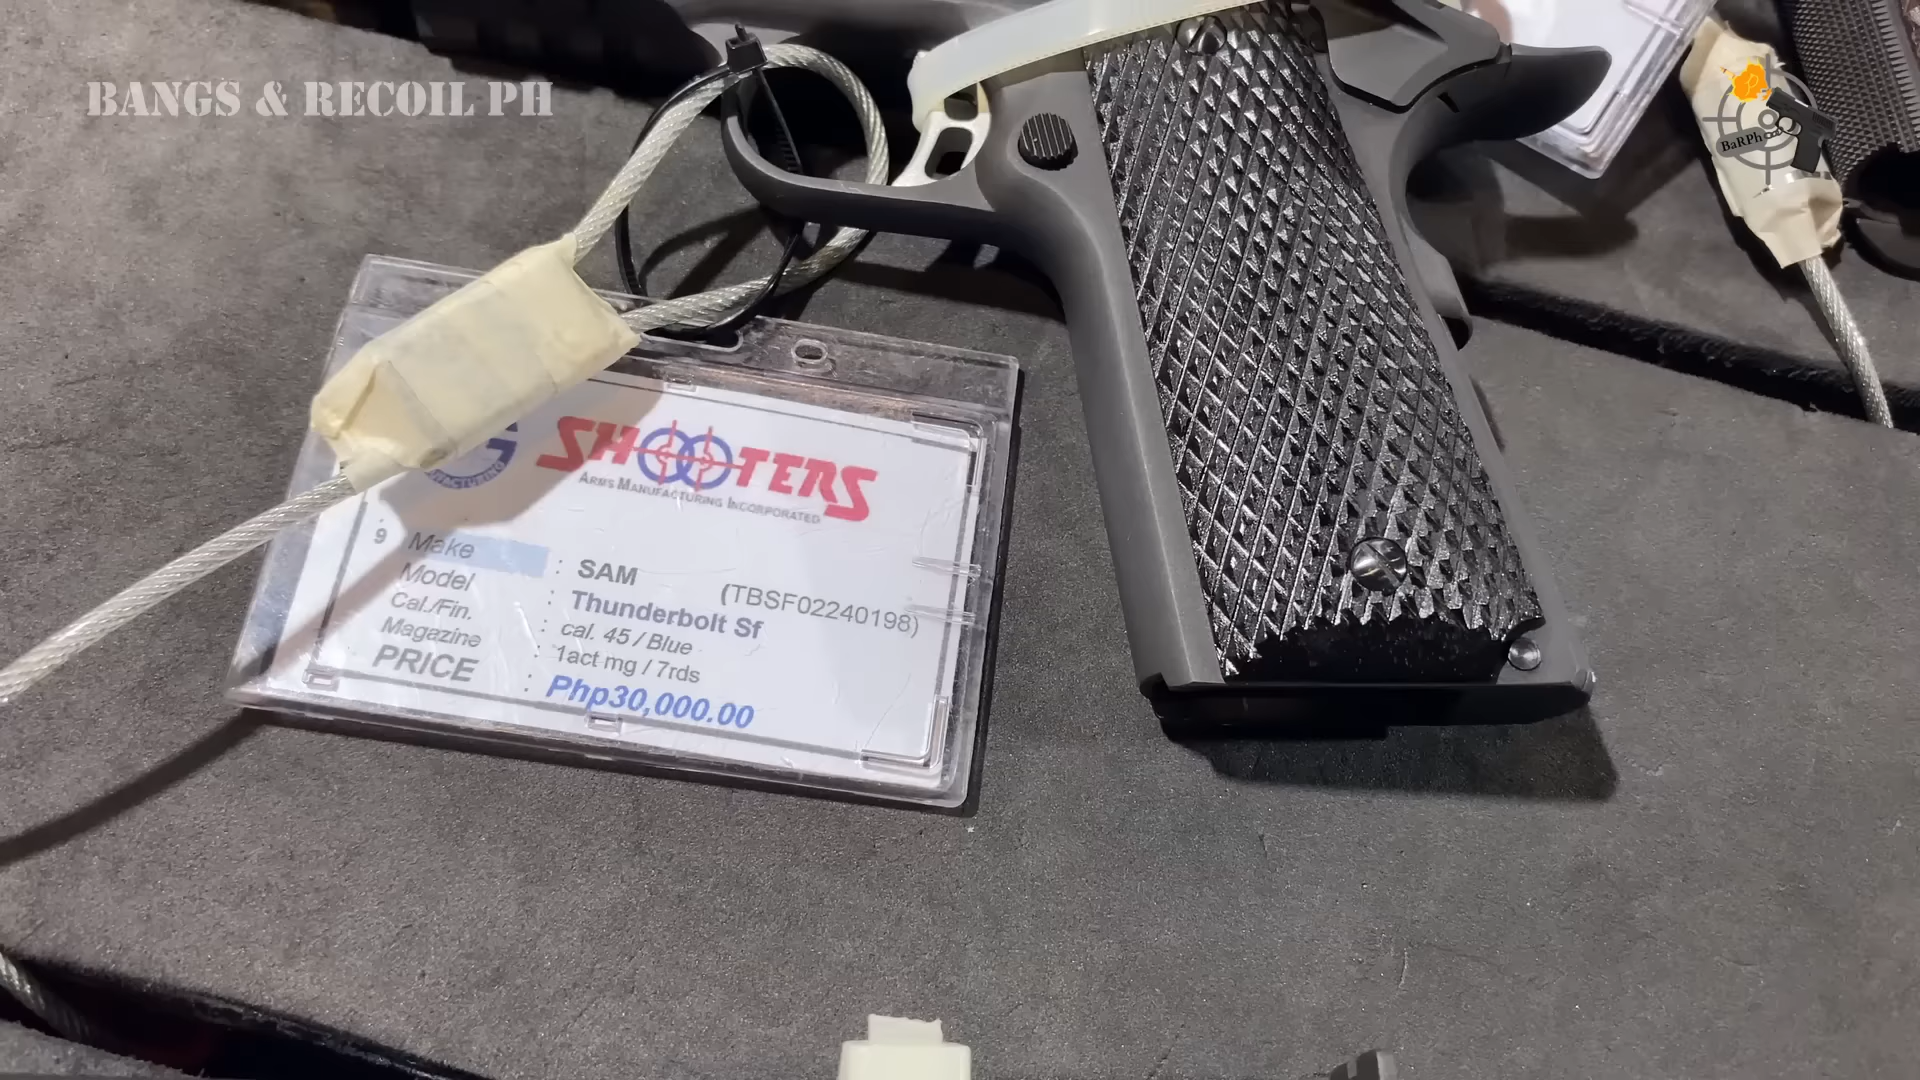 BANGS & RECOIL PH
BaRPh
SHOOTERS
ARMS MANUFACTURING INCORPORATED
9 Make : SAM (TBSF02240198)
Model : Thunderbolt Sf
Cal./Fin. : cal. 45 / Blue
Magazine : 1act mg / 7rds
PRICE : Php30,000.00